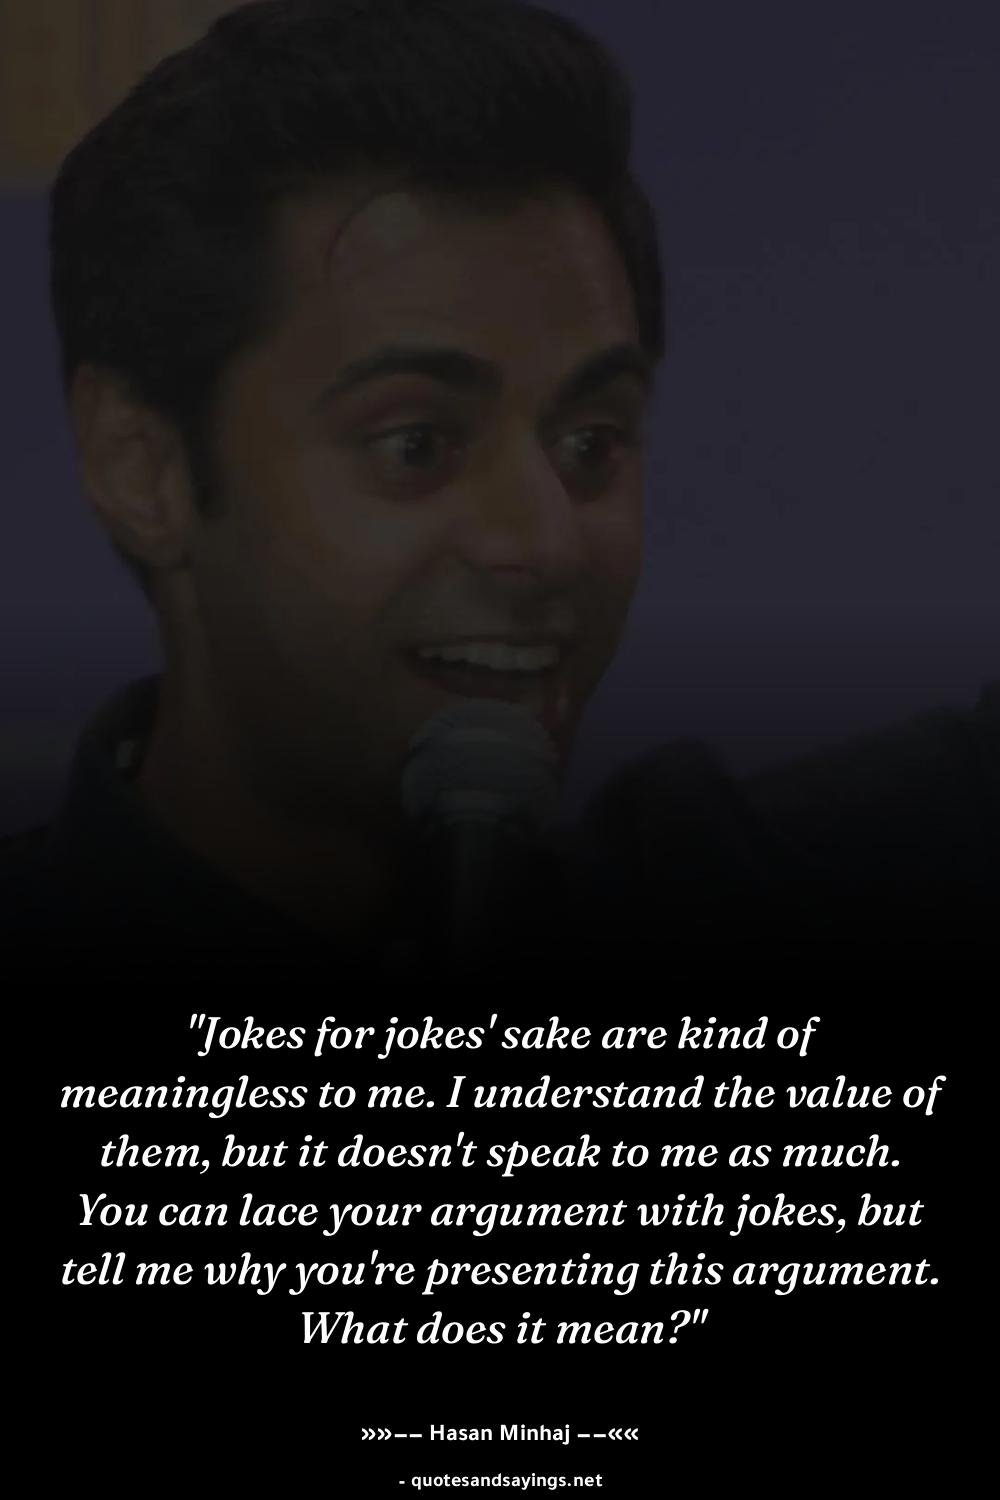 "Jokes for jokes' sake are kind of
meaningless to me. I understand the value of
them, but it doesn't speak to me as much.
You can lace your argument with jokes, but
tell me why you're presenting this argument.
What does it mean?"
»»−− Hasan Minhaj −−««
- quotesandsayings.net